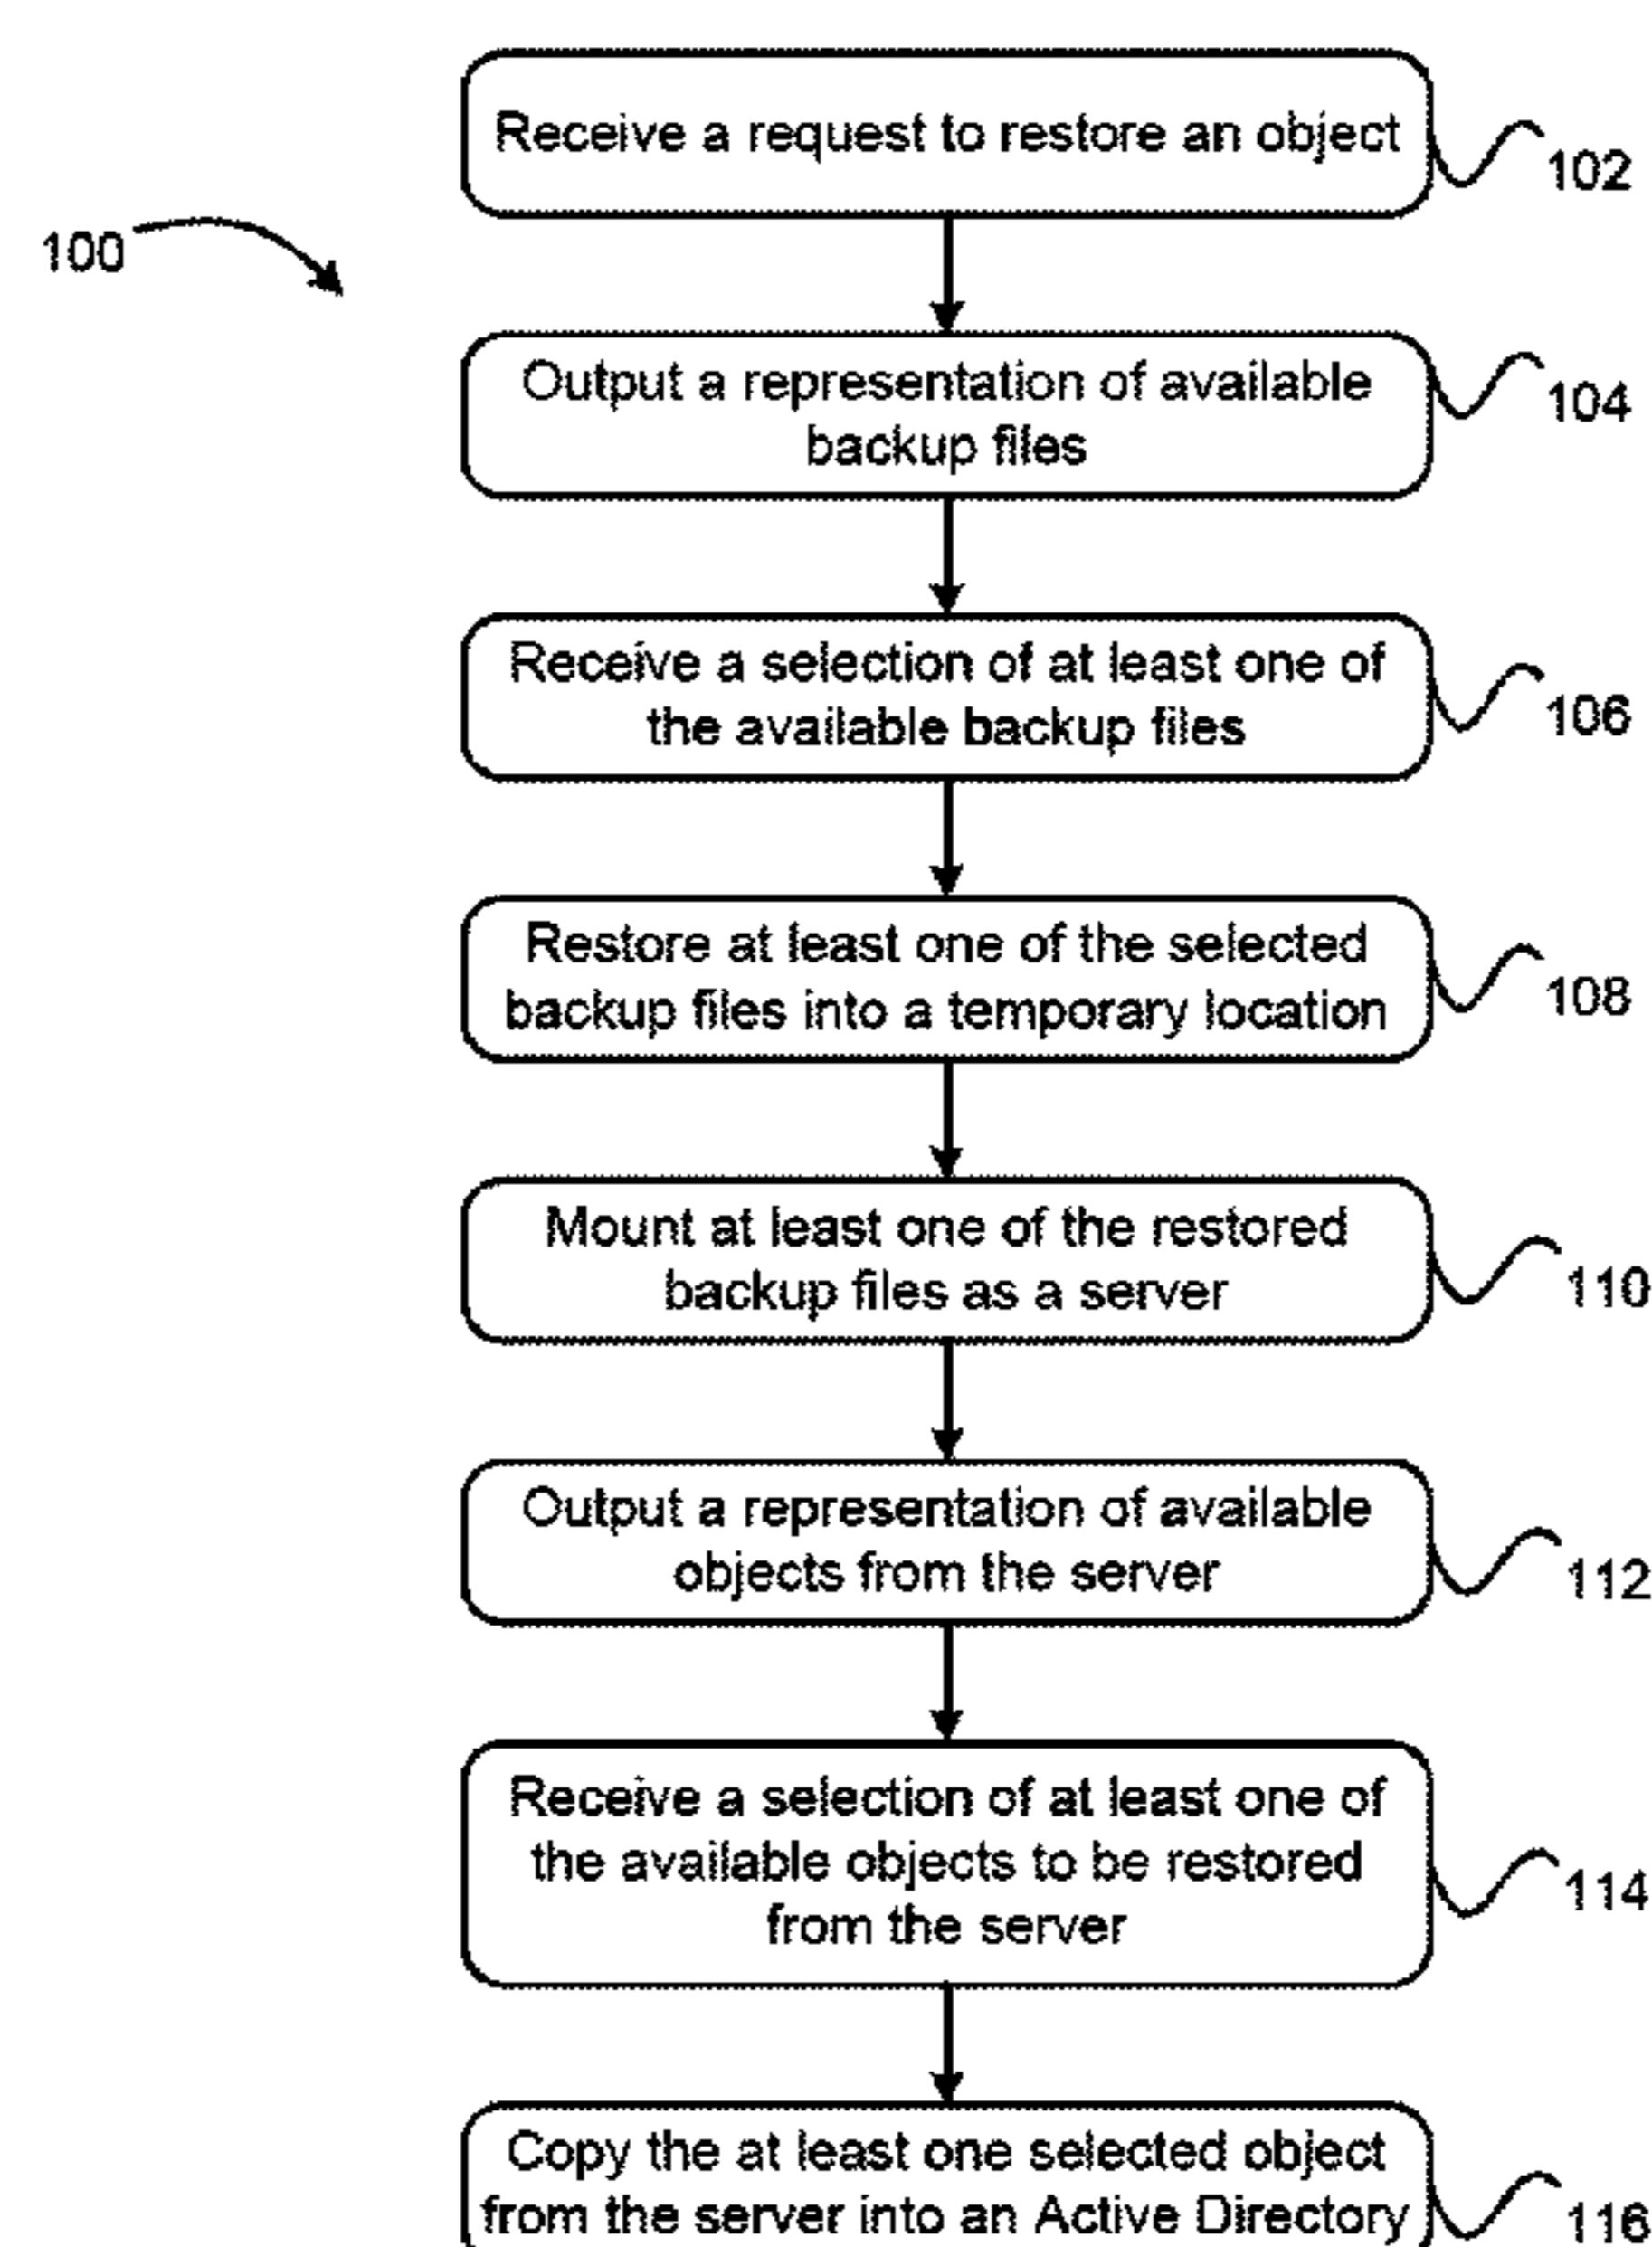 Receive a request to restore an object
102
100
Output a representation of available
backup files
104
Receive a selection of at least one of
the available backup files
106
Restore at least one of the selected
backup files into a temporary location
108
Mount at least one of the restored
backup files as a server
110
Output a representation of available
objects from the server
112
Receive a selection of at least one of
the available objects to be restored
from the server
114
Copy the at least one selected object
from the server into an Active Directory
116